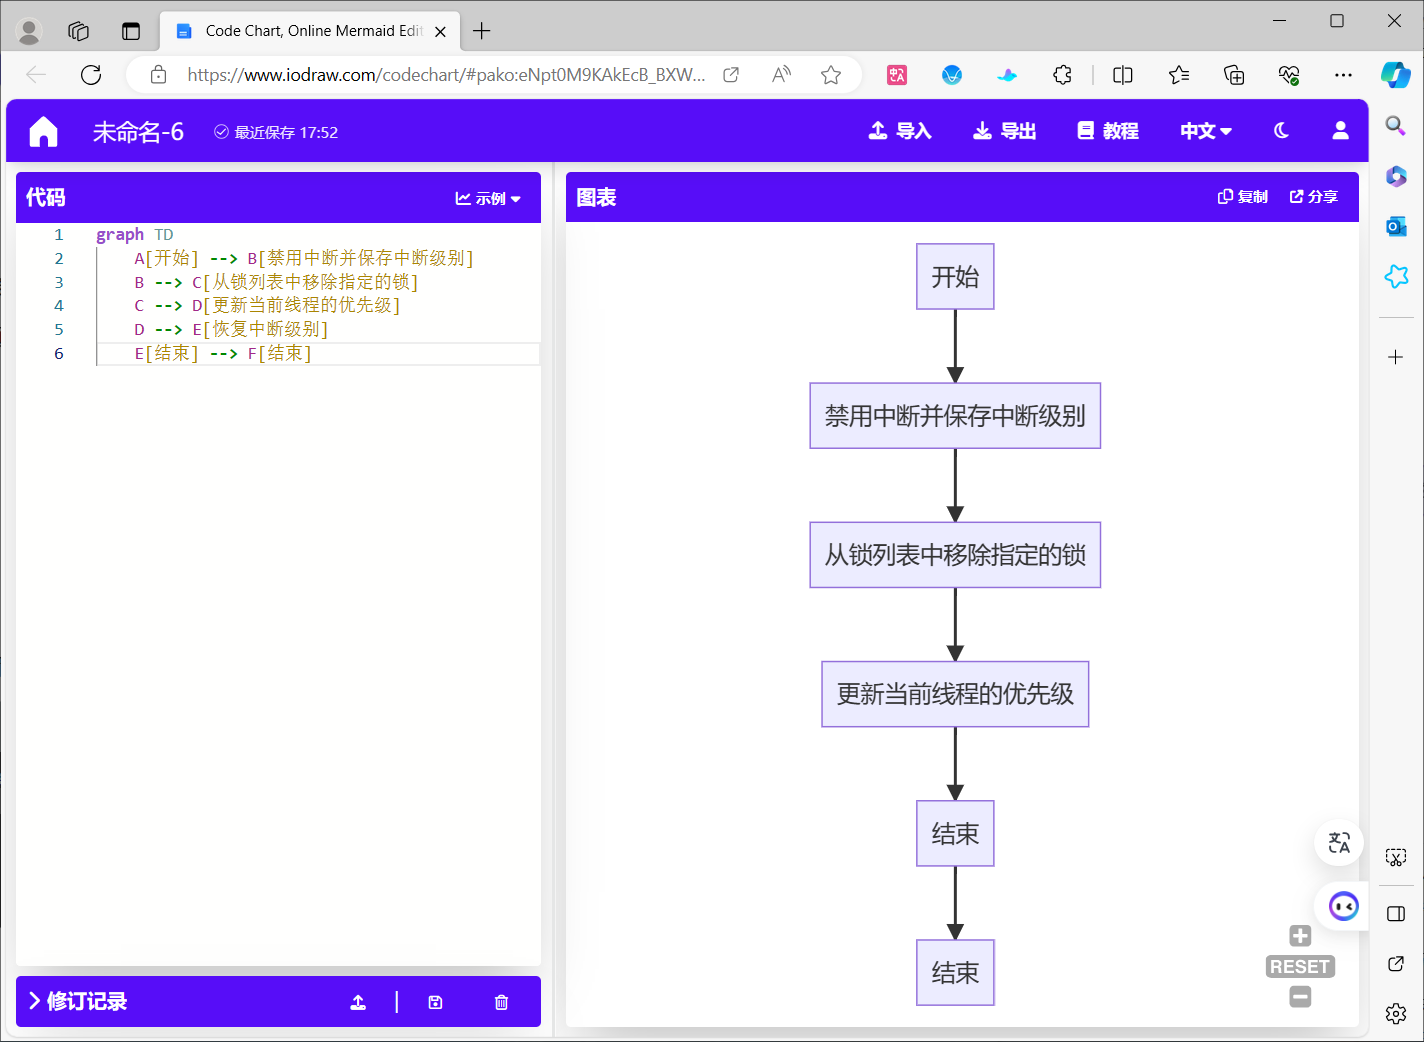 Code Chart, Online Mermaid Edit
https://www.iodraw.com/codechart/#pako:eNpt0M9KAkEcB_BXW...
未命名-6
最近保存 17:52
导入
导出
教程
中文
代码
示例
1 graph TD
2 A[开始] --> B[禁用中断并保存中断级别]
3 B --> C[从锁列表中移除指定的锁]
4 C --> D[更新当前线程的优先级]
5 D --> E[恢复中断级别]
6 E[结束] --> F[结束]
修订记录
图表
复制
分享
开始
禁用中断并保存中断级别
从锁列表中移除指定的锁
更新当前线程的优先级
结束
结束
RESET